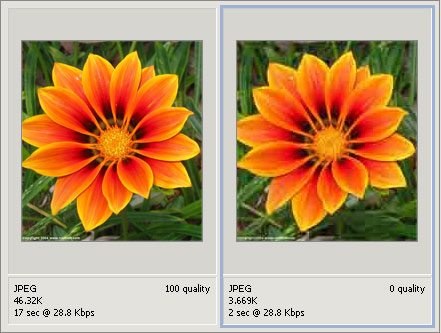 JPEG 100 quality
46.32K
17 sec @ 28.8 Kbps
JPEG 0 quality
3.669K
2 sec @ 28.8 Kbps